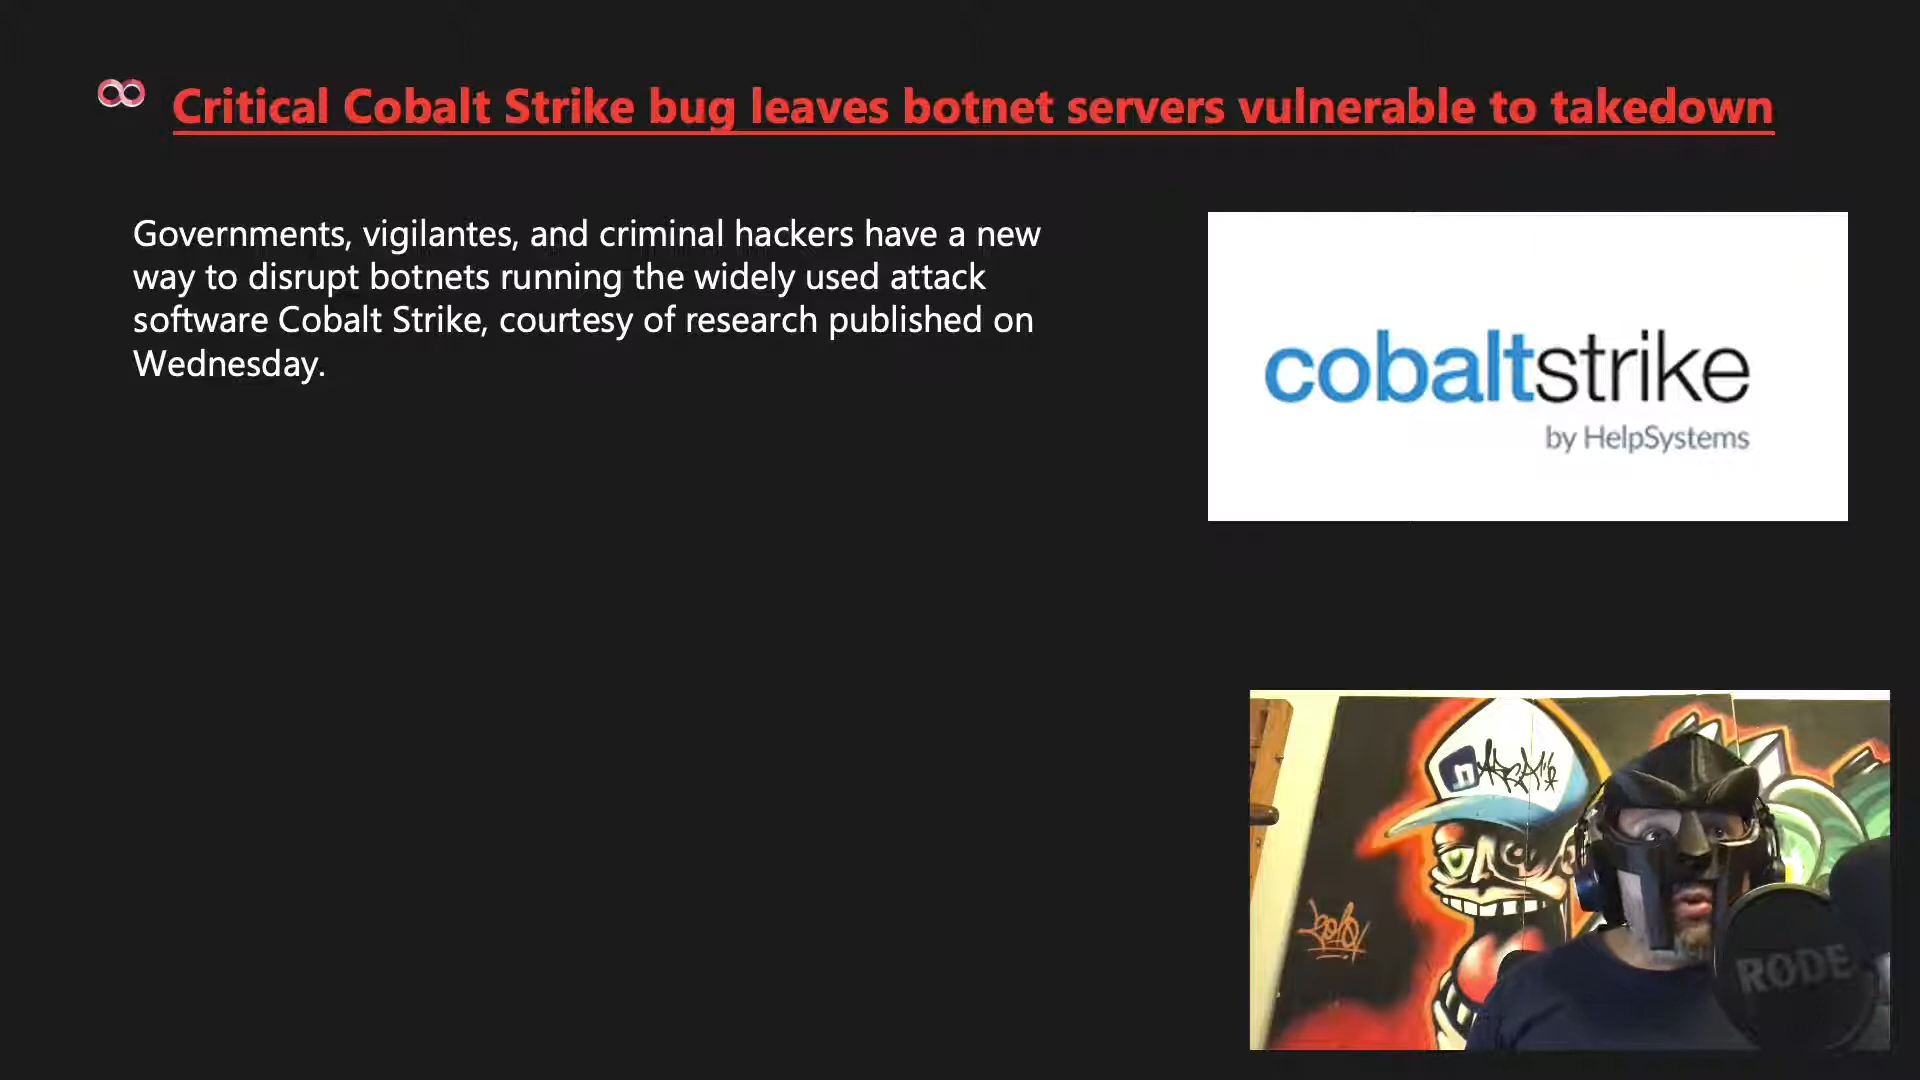 Critical Cobalt Strike bug leaves botnet servers vulnerable to takedown
Governments, vigilantes, and criminal hackers have a new
way to disrupt botnets running the widely used attack
software Cobalt Strike, courtesy of research published on
Wednesday.
cobaltstrike
by HelpSystems
RØDE